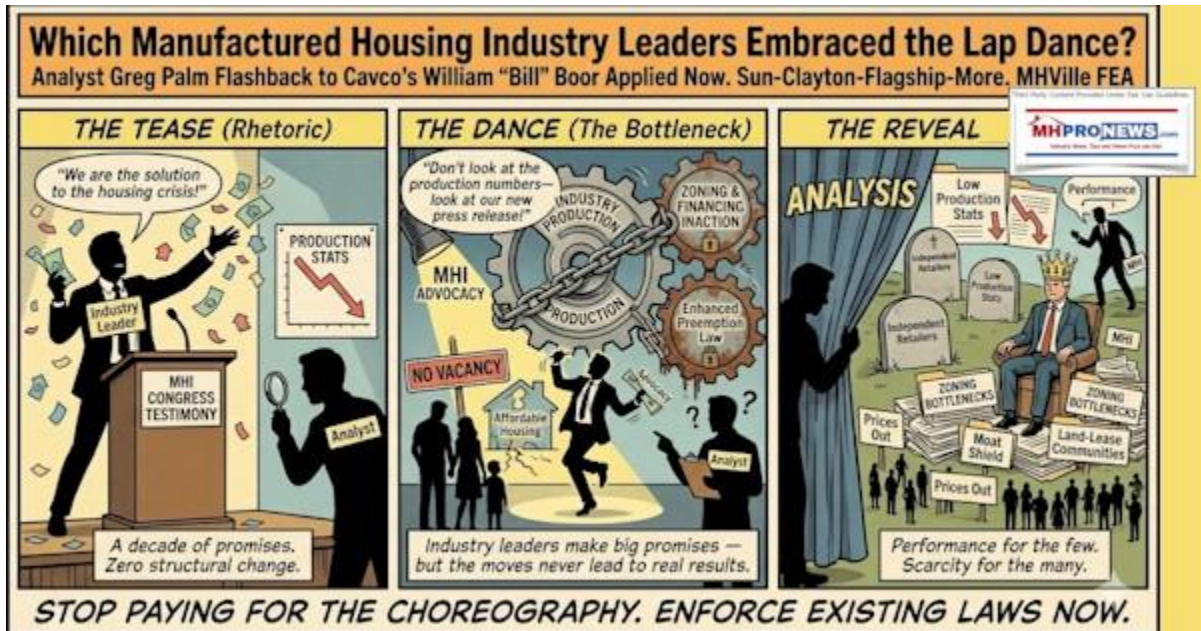 Which Manufactured Housing Industry Leaders Embraced the Lap Dance?
Analyst Greg Palm Flashback to Cavco's William "Bill" Boor Applied Now. Sun-Clayton-Flagship-More. MHVille FEA
MHPRONEWS.com
THE TEASE (Rhetoric)
"We are the solution
to the housing crisis!"
PRODUCTION
STATS
Industry
Leader
MHI
CONGRESS
TESTIMONY
Analyst
A decade of promises.
Zero structural change.
THE DANCE (The Bottleneck)
"Don't look at the
production numbers—
look at our new
press release!"
INDUSTRY
PRODUCTION
PRODUCTION
ZONING &
FINANCING
INACTION
Enhanced
Preemption
Law
MHI
ADVOCACY
NO VACANCY
Affordable
Housing
? ?
Analyst
Industry leaders make big promises —
but the moves never lead to real results.
THE REVEAL
ANALYSIS
Low
Production
Stats
Performance
MHI
Independent
Retailers
Low
Production
Stats
Independent
Retailers
MHI
ZONING
BOTTLENECKS
ZONING
BOTTLENECKS
Prices
Out
Moat
Shield
Land-Lease
Communities
Prices Out
Performance for the few.
Scarcity for the many.
STOP PAYING FOR THE CHOREOGRAPHY. ENFORCE EXISTING LAWS NOW.